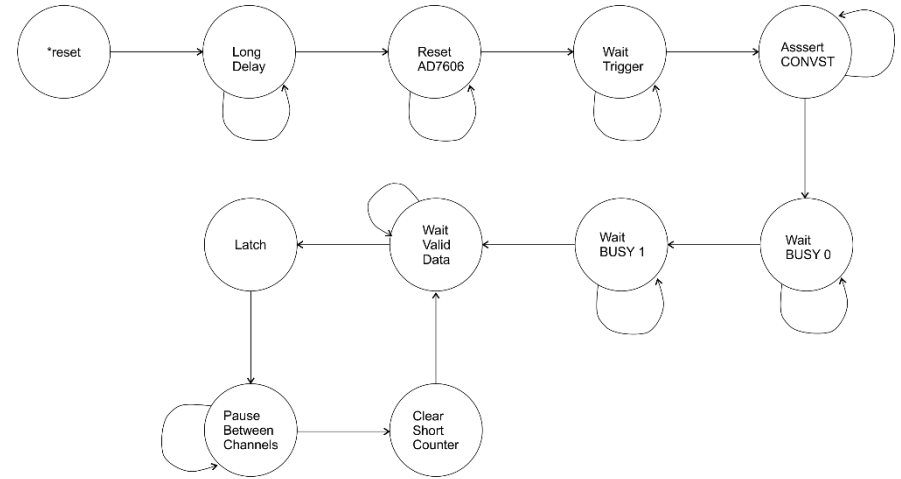 *reset
Long
Delay
Reset
AD7606
Wait
Trigger
Asssert
CONVST
Latch
Wait
Valid
Data
Wait
BUSY 1
Wait
BUSY 0
Pause
Between
Channels
Clear
Short
Counter